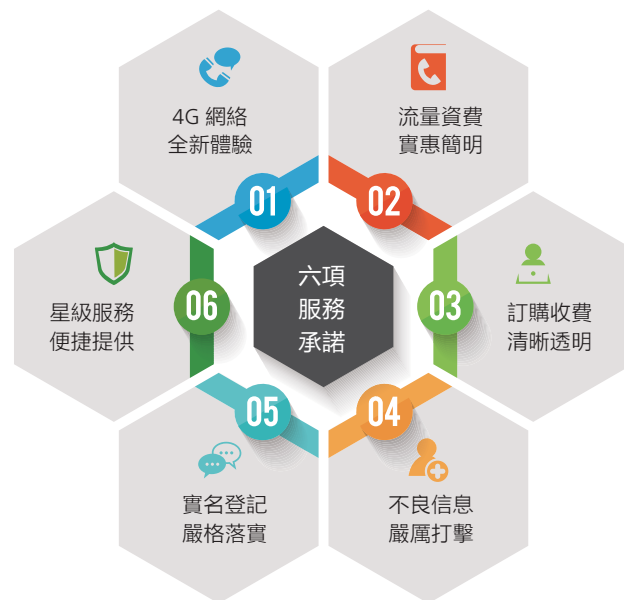 六項
服務
承諾
01
4G 網絡
全新體驗
02
流量資費
實惠簡明
03
訂購收費
清晰透明
04
不良信息
嚴厲打擊
05
實名登記
嚴格落實
06
星級服務
便捷提供